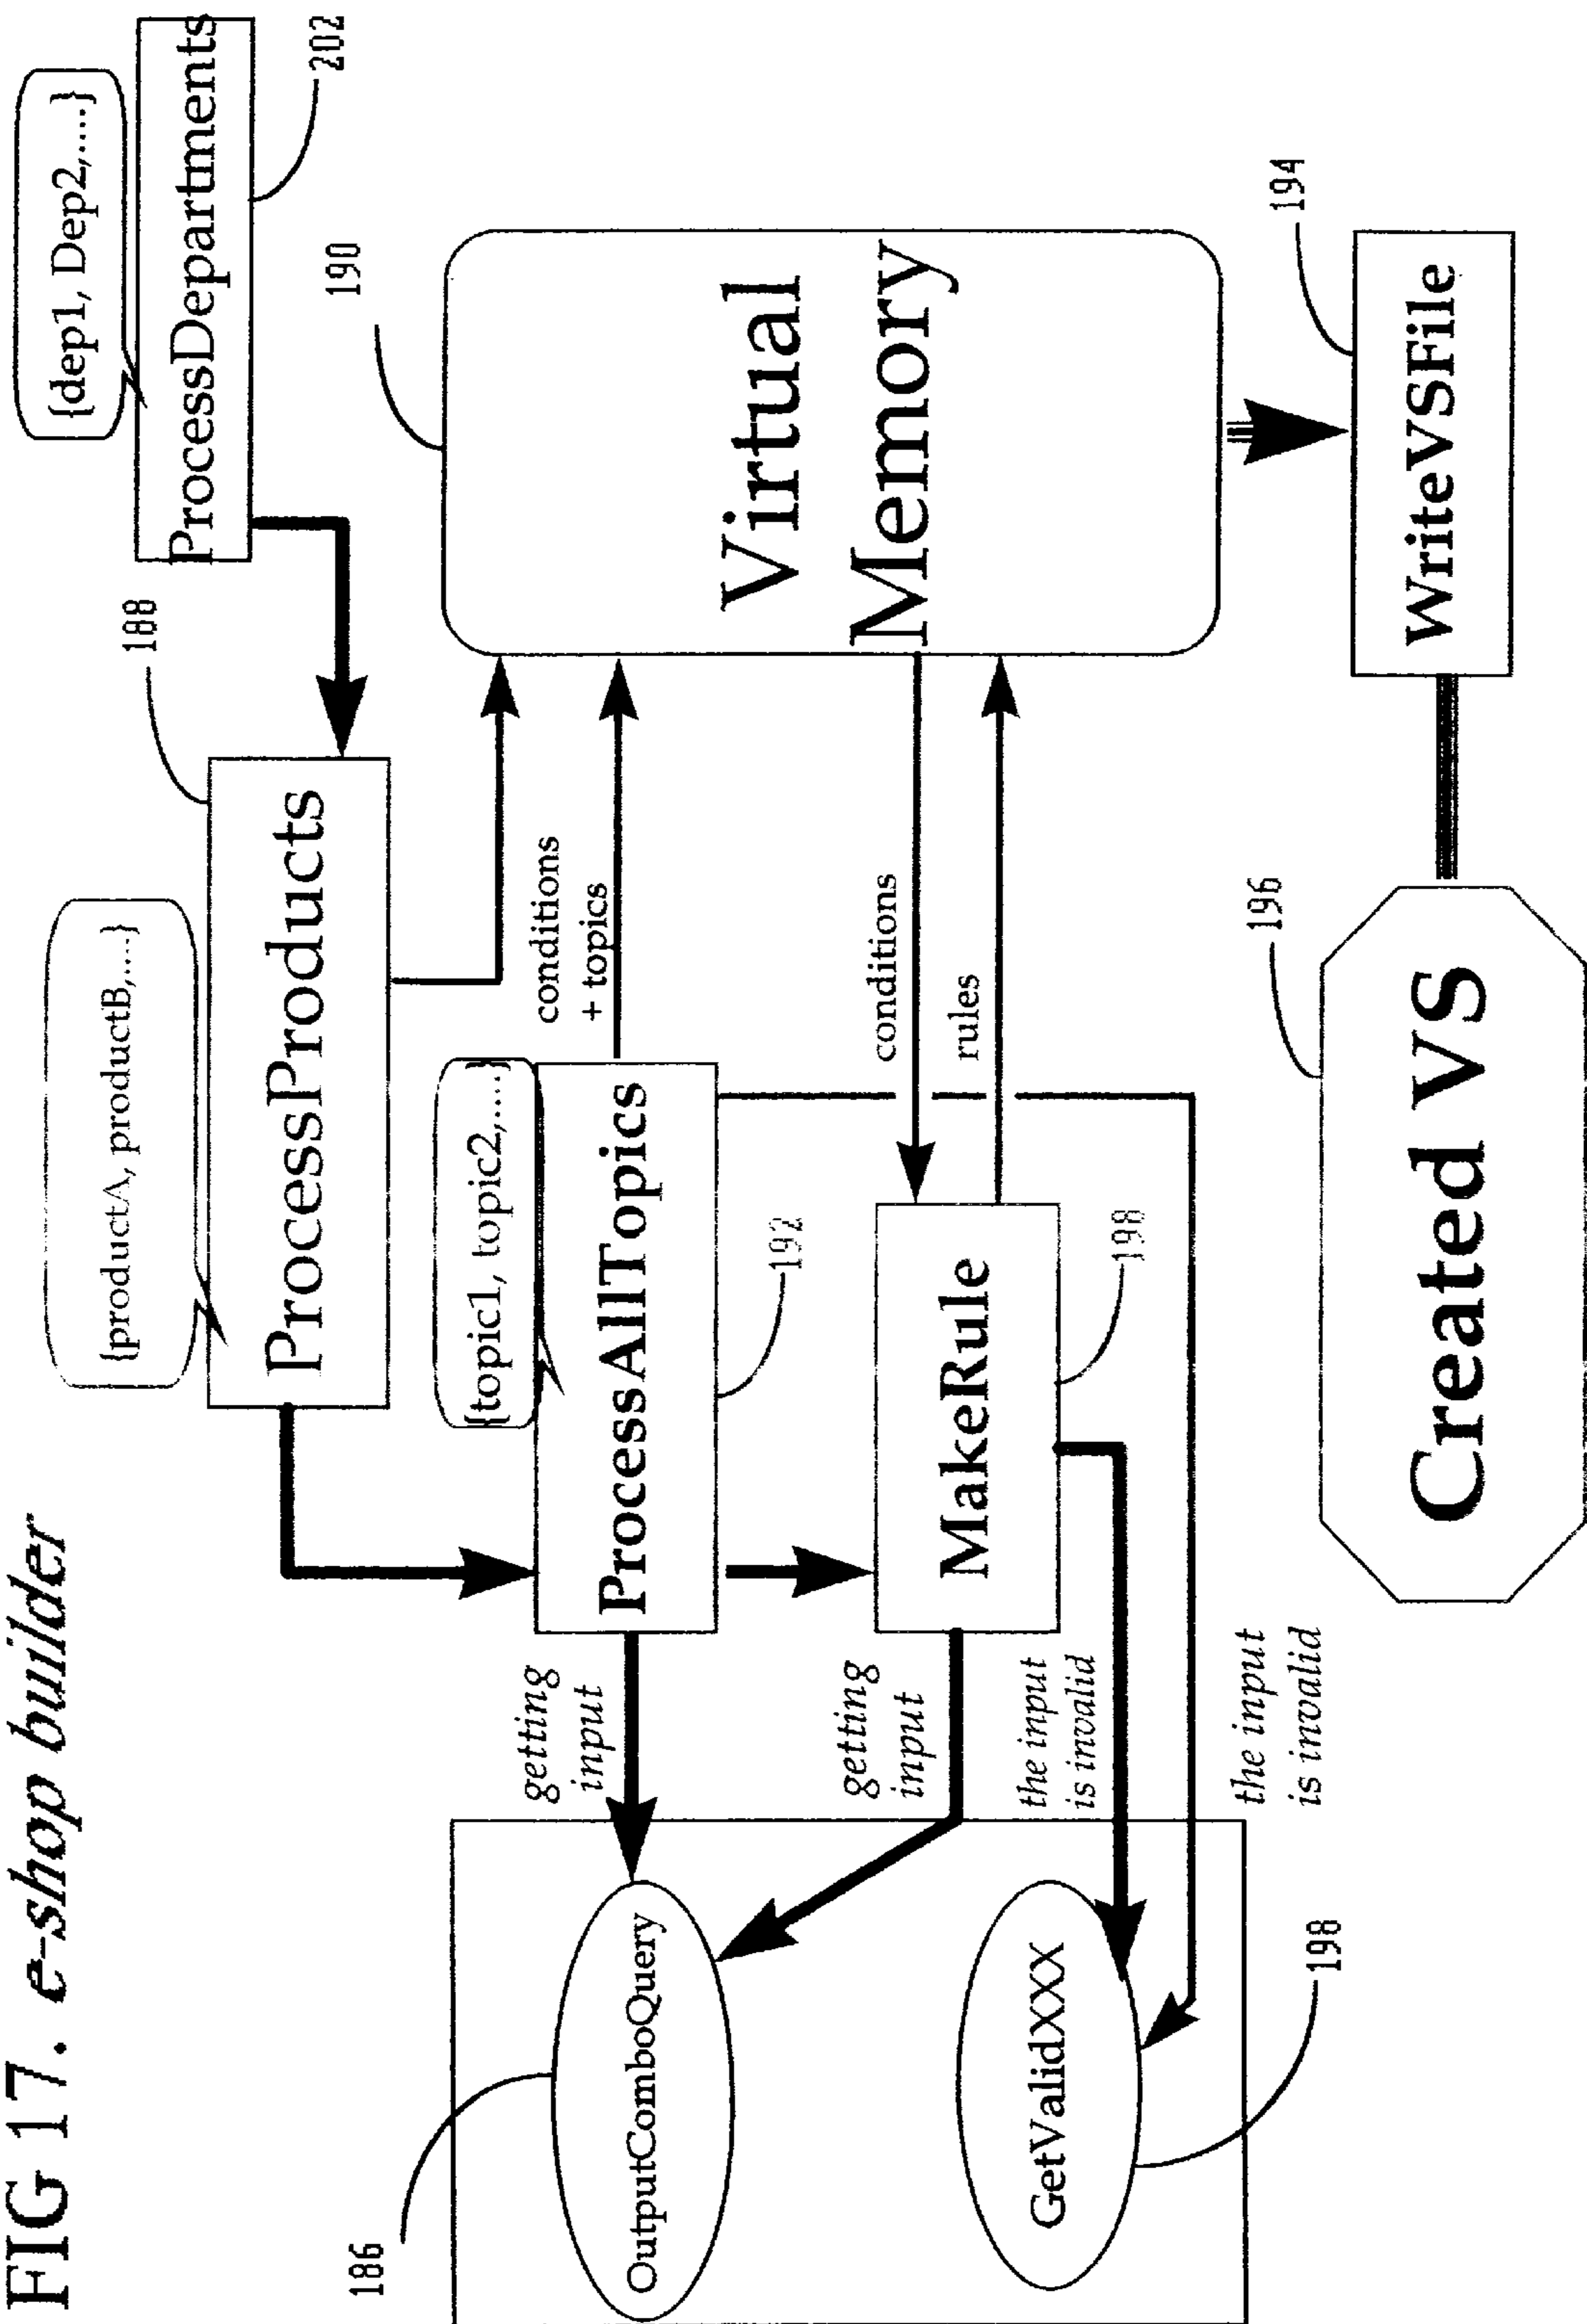 FIG 17. e-shop builder
{dep1, Dep2,....}
ProcessDepartments
202
188
{productA, productB,....}
ProcessProducts
190
Virtual
Memory
conditions
+ topics
{topic1, topic2,....}
ProcessAllTopics
192
getting
input
186
OutputComboQuery
conditions
rules
MakeRule
198
getting
input
the input
is invalid
GetValidXXX
198
the input
is invalid
194
WriteVSFile
196
Created VS